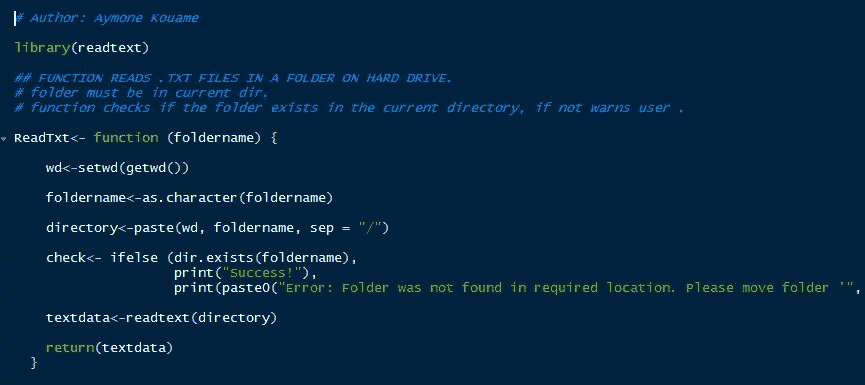 # Author: Aymone Kouame
library(readtext)
## FUNCTION READS .TXT FILES IN A FOLDER ON HARD DRIVE.
# folder must be in current dir.
# function checks if the folder exists in the current directory, if not warns user .
ReadTxt<- function (foldername) {
wd<-setwd(getwd())
foldername<-as.character(foldername)
directory<-paste(wd, foldername, sep = "/")
check<- ifelse (dir.exists(foldername),
print("Success!"),
print(paste0("Error: Folder was not found in required location. Please move folder '",
textdata<-readtext(directory)
return(textdata)
}